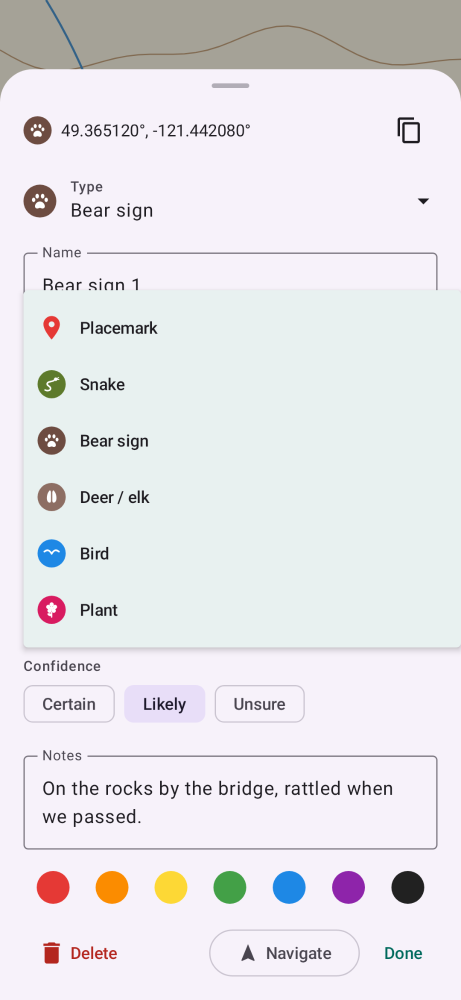 49.365120°, -121.442080°
Type
Bear sign
Name
Bear sign 1
Placemark
Snake
Bear sign
Deer / elk
Bird
Plant
Confidence
Certain
Likely
Unsure
Notes
On the rocks by the bridge, rattled when
we passed.
Delete
Navigate
Done